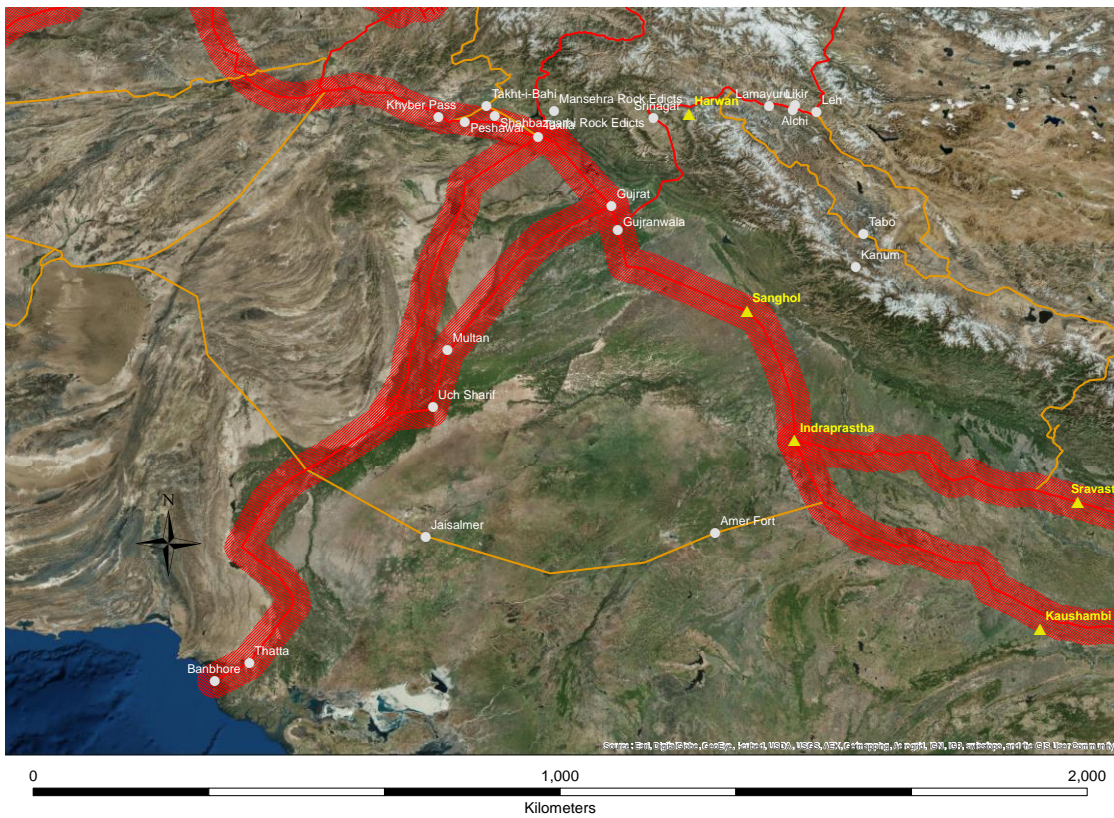 Takht-i-Bahi
Khyber Pass
Mansehra Rock Edicts
Lamayuru
Likir
Leh
Srinagar
Harwan
Peshawar
Shahbazgarhi Rock Edicts
Taxila
Alchi
Gujrat
Gujranwala
Tabo
Kanum
Sanghol
Multan
Uch Sharif
Indraprastha
Sravast
N
Jaisalmer
Amer Fort
Kaushambi
Thatta
Banbhore
0 1,000 2,000
Kilometers